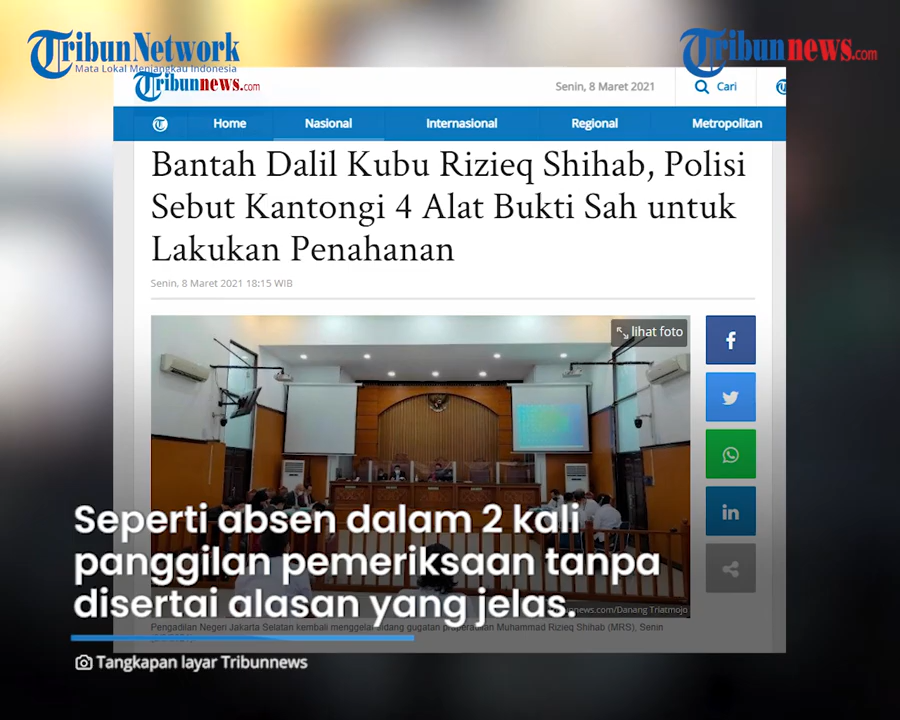 TribunNetwork
Mata Lokal Menjangkau Indonesia
Tribunnews.com
Tribunnews.com
Senin, 8 Maret 2021
Cari
Home
Nasional
Internasional
Regional
Metropolitan
Bantah Dalil Kubu Rizieq Shihab, Polisi
Sebut Kantongi 4 Alat Bukti Sah untuk
Lakukan Penahanan
Senin, 8 Maret 2021 18:15 WIB
lihat foto
Seperti absen dalam 2 kali
panggilan pemeriksaan tanpa
disertai alasan yang jelas.
news.com/Danang Triatmojo
Pengadilan Negeri Jakarta Selatan kembali menggelar sidang gugatan praperadilan Muhammad Rizieq Shihab (MRS), Senin
Tangkapan layar Tribunnews